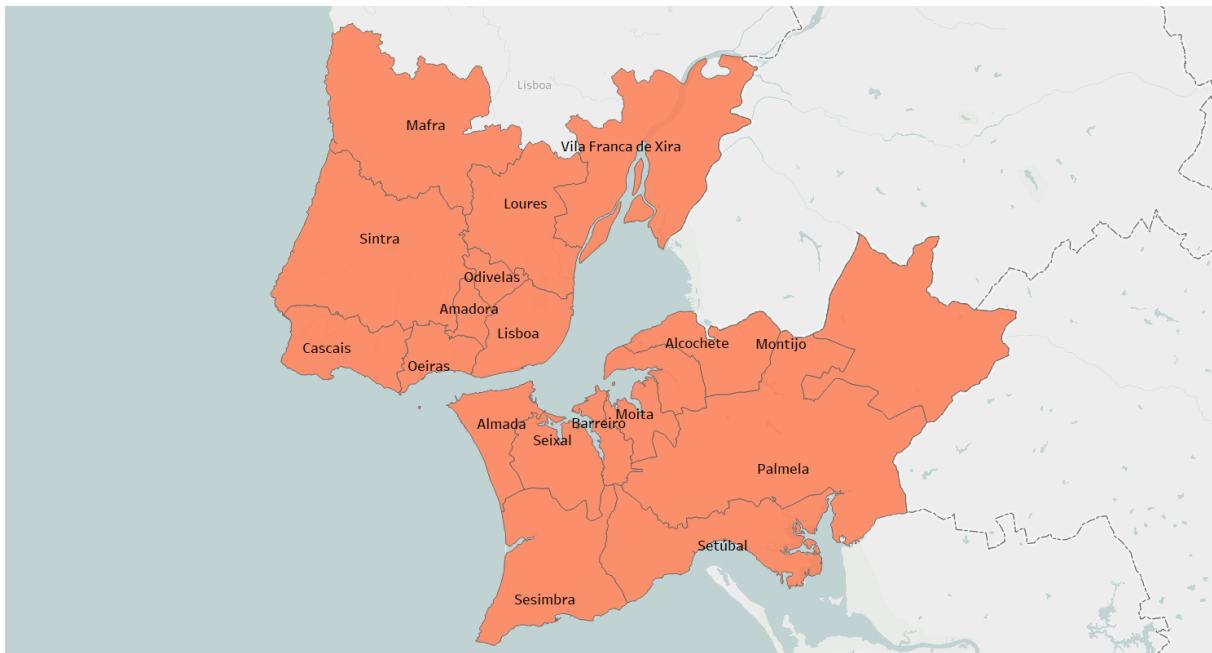 Lisboa
Mafra
Vila Franca de Xira
Loures
Sintra
Odivelas
Amadora
Lisboa
Cascais
Oeiras
Alcochete
Montijo
Almada
Seixal
Barreiro
Moita
Palmela
Setúbal
Sesimbra